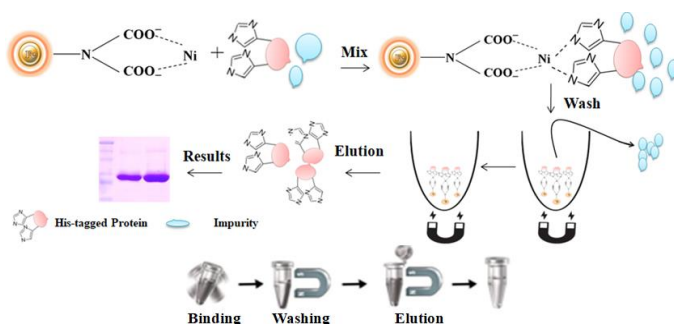 COO⁻
N
Ni
COO⁻
+
Mix
COO⁻
N
Ni
COO⁻
Wash
Results
Elution
His-tagged Protein
Impurity
Binding
Washing
Elution